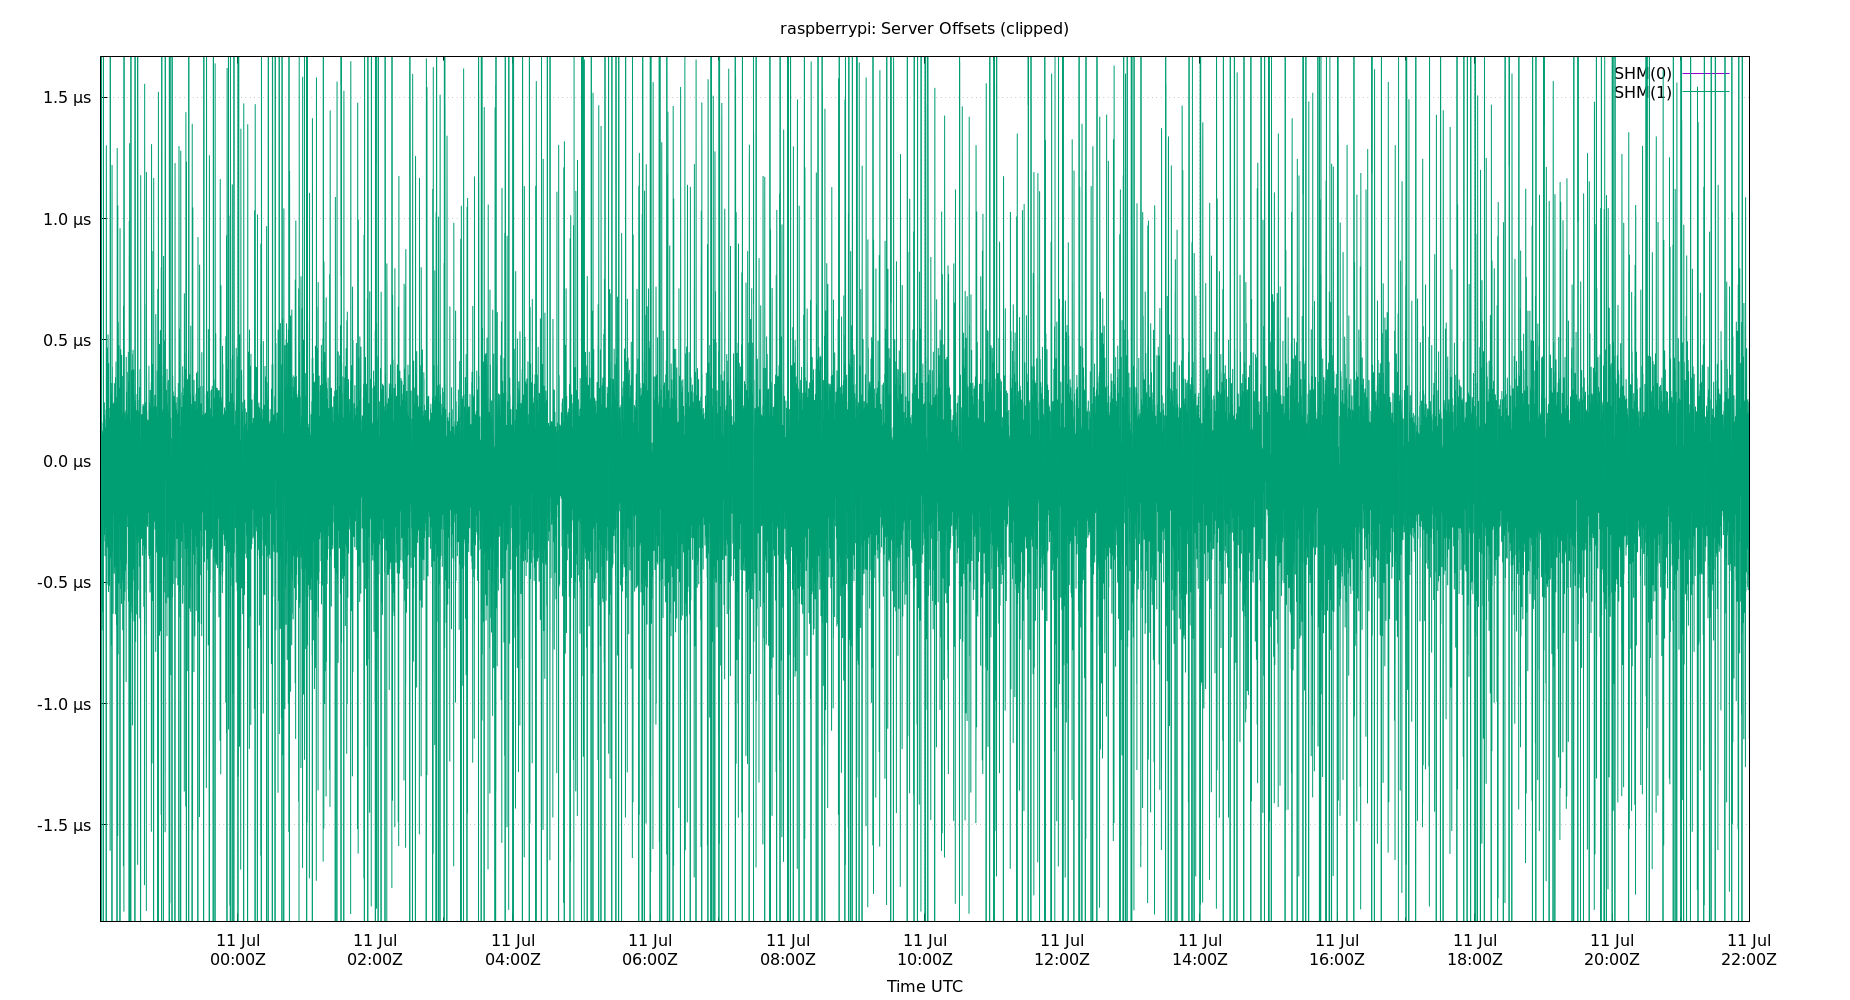 raspberrypi: Server Offsets (clipped)
SHM(0)
SHM(1)
1.5 µs
1.0 µs
0.5 µs
0.0 µs
-0.5 µs
-1.0 µs
-1.5 µs
11 Jul 11 Jul 11 Jul 11 Jul 11 Jul 11 Jul 11 Jul 11 Jul 11 Jul 11 Jul 11 Jul 11 Jul
00:00Z 02:00Z 04:00Z 06:00Z 08:00Z 10:00Z 12:00Z 14:00Z 16:00Z 18:00Z 20:00Z 22:00Z
Time UTC